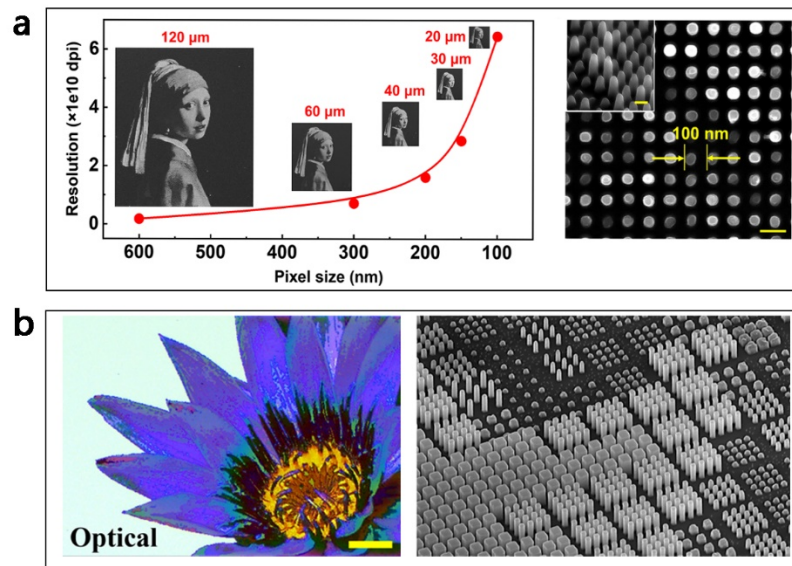 a
120 µm
60 µm
40 µm
30 µm
20 µm
Resolution (×1e10 dpi)
6
4
2
0
600
500
400
300
200
100
Pixel size (nm)
100 nm
b
Optical